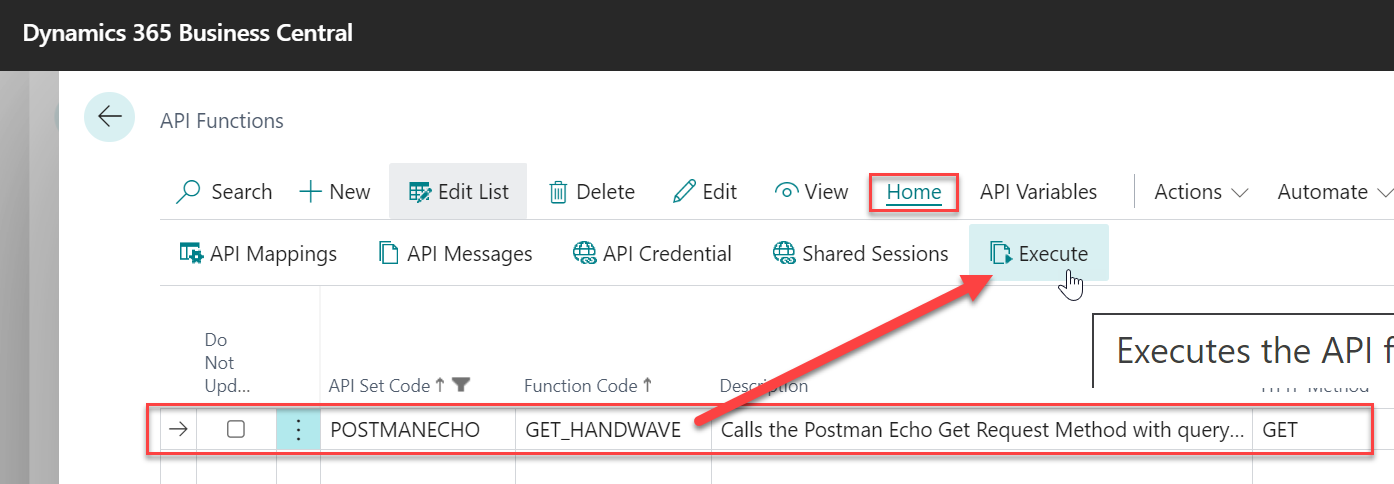 Dynamics 365 Business Central
API Functions
Search New Edit List Delete Edit View Home API Variables Actions Automate
API Mappings API Messages API Credential Shared Sessions Execute
Executes the API f
Do
Not
Upd...
API Set Code Function Code Description HTTP Method
POSTMANECHO GET_HANDWAVE Calls the Postman Echo Get Request Method with query... GET